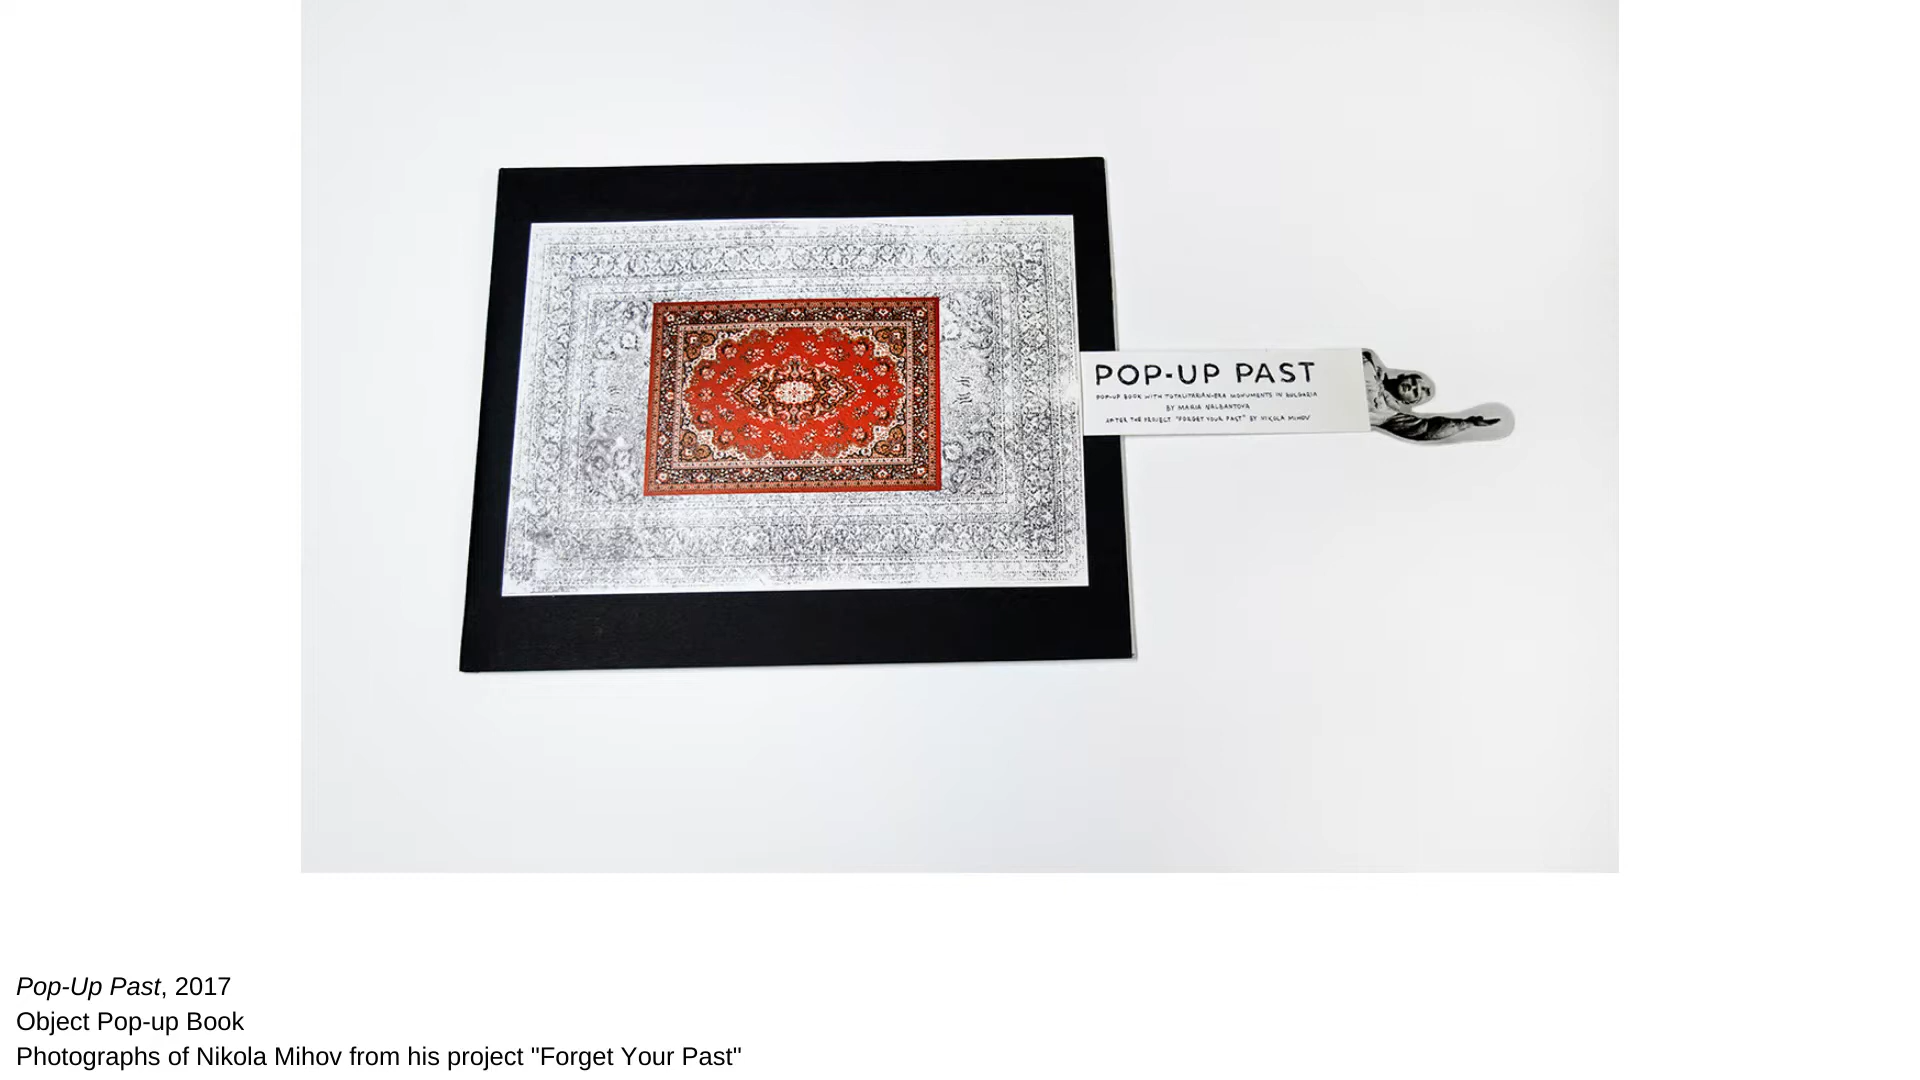 POP-UP PAST
POP-UP BOOK WITH TOTALITARIAN-ERA MONUMENTS IN BULGARIA
BY MARIA NALBANTOVA
AFTER THE PROJECT "FORGET YOUR PAST" BY NIKOLA MIHOV
Pop-Up Past, 2017
Object Pop-up Book
Photographs of Nikola Mihov from his project "Forget Your Past"